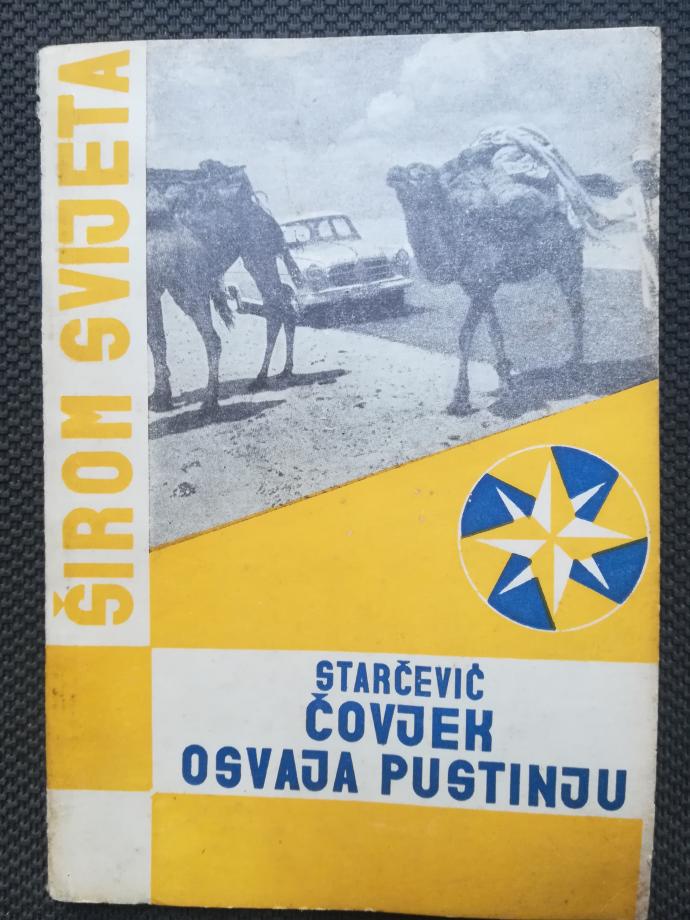 ŠIROM SVIJETA
STARČEVIĆ
ČOVJEK
OSVAJA PUSTINJU